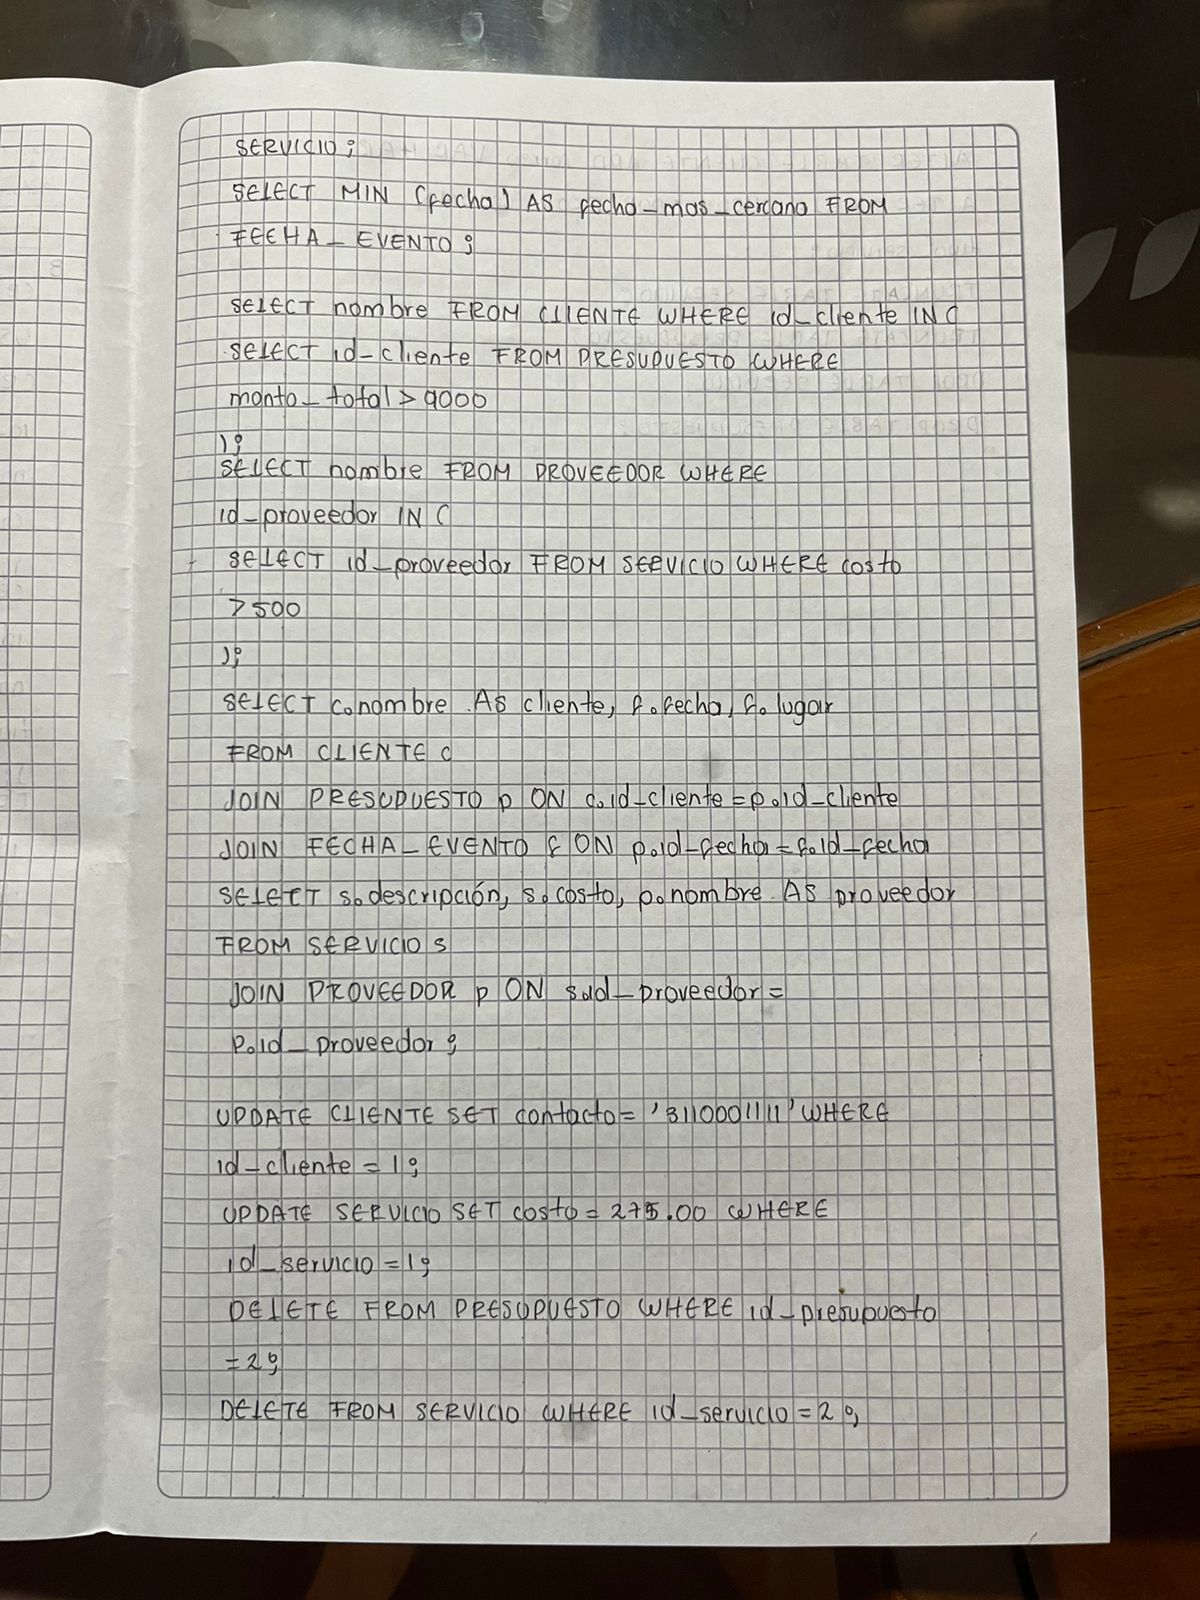 SERVICIO;
SELECT MIN (fecha) AS fecha_mas_cercana FROM
FECHA_EVENTO;
SELECT nombre FROM CLIENTE WHERE id_cliente IN (
SELECT id_cliente FROM PRESUPUESTO WHERE
monto_total > 9000
);
SELECT nombre FROM PROVEEDOR WHERE
id_proveedor IN (
SELECT id_proveedor FROM SERVICIO WHERE costo
>500
);
SELECT c.nombre AS cliente, f.fecha, f.lugar
FROM CLIENTE c
JOIN PRESUPUESTO p ON c.id_cliente = p.id_cliente
JOIN FECHA_EVENTO f ON p.id_fecha = f.id_fecha
SELECT s.descripción, s.costo, p.nombre AS proveedor
FROM SERVICIO s
JOIN PROVEEDOR p ON s.id_proveedor =
p.id_proveedor;
UPDATE CLIENTE SET contacto = '3110001111' WHERE
id_cliente = 1;
UPDATE SERVICIO SET costo = 275.00 WHERE
id_servicio = 1;
DELETE FROM PRESUPUESTO WHERE id_presupuesto
= 2;
DELETE FROM SERVICIO WHERE id_servicio = 2;